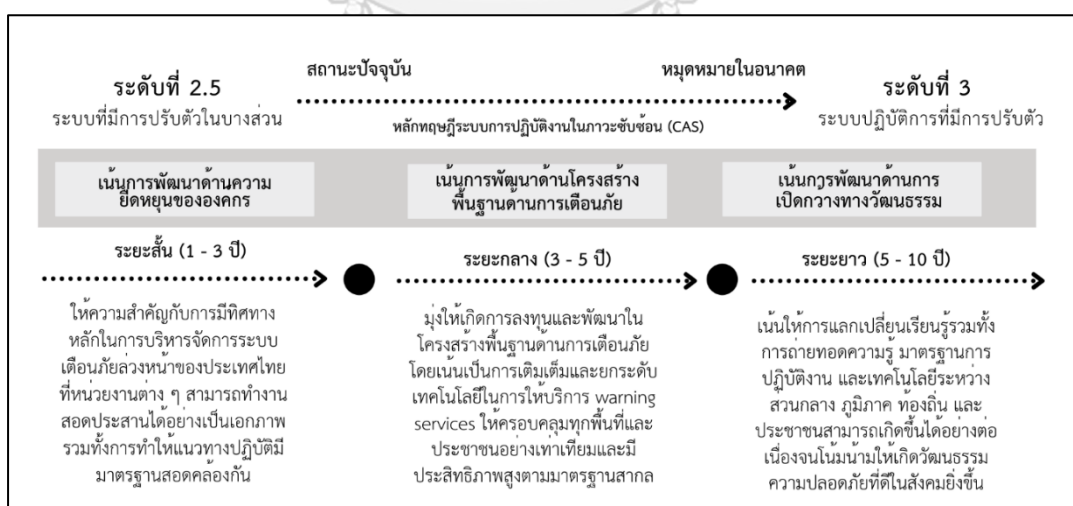 สถานะปัจจุบัน
หมุดหมายในอนาคต
ระดับที่ 2.5
ระบบที่มีการปรับตัวในบางส่วน
ระดับที่ 3
ระบบปฏิบัติการที่มีการปรับตัว
หลักทฤษฎีระบบการปฏิบัติงานในภาวะซับซ้อน (CAS)
เน้นการพัฒนาด้านความ
ยืดหยุ่นขององค์กร
เน้นการพัฒนาด้านโครงสร้าง
พื้นฐานด้านการเตือนภัย
เน้นการพัฒนาด้านการ
เปิดกว้างทางวัฒนธรรม
ระยะสั้น (1 - 3 ปี)
ให้ความสำคัญกับการมีทิศทาง
หลักในการบริหารจัดการระบบ
เตือนภัยล่วงหน้าของประเทศไทย
ที่หน่วยงานต่าง ๆ สามารถทำงาน
สอดประสานได้อย่างเป็นเอกภาพ
รวมทั้งการทำให้แนวทางปฏิบัติมี
มาตรฐานสอดคล้องกัน
ระยะกลาง (3 - 5 ปี)
มุ่งให้เกิดการลงทุนและพัฒนาใน
โครงสร้างพื้นฐานด้านการเตือนภัย
โดยเน้นเป็นการเติมเต็มและยกระดับ
เทคโนโลยีในการให้บริการ warning
services ให้ครอบคลุมทุกพื้นที่และ
ประชาชนอย่างเท่าเทียมและมี
ประสิทธิภาพสูงตามมาตรฐานสากล
ระยะยาว (5 - 10 ปี)
เน้นให้การแลกเปลี่ยนเรียนรู้รวมทั้ง
การถ่ายทอดความรู้ มาตรฐานการ
ปฏิบัติงาน และเทคโนโลยีระหว่าง
ส่วนกลาง ภูมิภาค ท้องถิ่น และ
ประชาชนสามารถเกิดขึ้นได้อย่างต่อ
เนื่องจนโน้มน้าวให้เกิดวัฒนธรรม
ความปลอดภัยที่ดีในสังคมยิ่งขึ้น